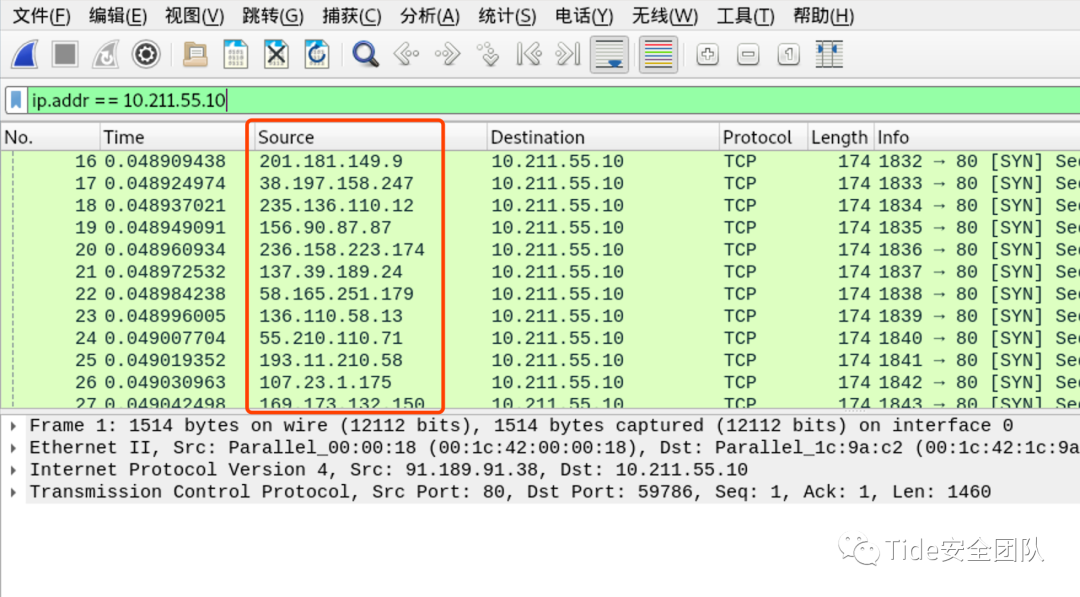 文件(F) 编辑(E) 视图(V) 跳转(G) 捕获(C) 分析(A) 统计(S) 电话(Y) 无线(W) 工具(T) 帮助(H)
ip.addr == 10.211.55.10
No. Time Source Destination Protocol Length Info
16 0.048909438 201.181.149.9 10.211.55.10 TCP 174 1832 → 80 [SYN] Se
17 0.048924974 38.197.158.247 10.211.55.10 TCP 174 1833 → 80 [SYN] Se
18 0.048937021 235.136.110.12 10.211.55.10 TCP 174 1834 → 80 [SYN] Se
19 0.048949091 156.90.87.87 10.211.55.10 TCP 174 1835 → 80 [SYN] Se
20 0.048960934 236.158.223.174 10.211.55.10 TCP 174 1836 → 80 [SYN] Se
21 0.048972532 137.39.189.24 10.211.55.10 TCP 174 1837 → 80 [SYN] Se
22 0.048984238 58.165.251.179 10.211.55.10 TCP 174 1838 → 80 [SYN] Se
23 0.048996005 136.110.58.13 10.211.55.10 TCP 174 1839 → 80 [SYN] Se
24 0.049007704 55.210.110.71 10.211.55.10 TCP 174 1840 → 80 [SYN] Se
25 0.049019352 193.11.210.58 10.211.55.10 TCP 174 1841 → 80 [SYN] Se
26 0.049030963 107.23.1.175 10.211.55.10 TCP 174 1842 → 80 [SYN] Se
27 0.049042498 169.173.132.150 10.211.55.10 TCP 174 1843 → 80 [SYN] Se
Frame 1: 1514 bytes on wire (12112 bits), 1514 bytes captured (12112 bits) on interface 0
Ethernet II, Src: Parallel_00:00:18 (00:1c:42:00:00:18), Dst: Parallel_1c:9a:c2 (00:1c:42:1c:9a
Internet Protocol Version 4, Src: 91.189.91.38, Dst: 10.211.55.10
Transmission Control Protocol, Src Port: 80, Dst Port: 59786, Seq: 1, Ack: 1, Len: 1460
Tide安全团队